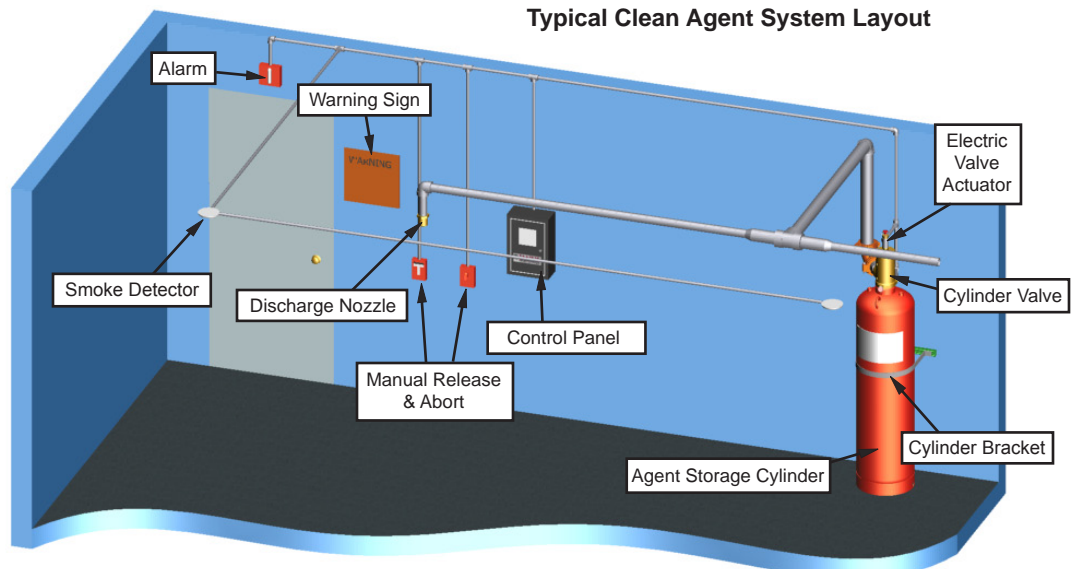 Typical Clean Agent System Layout
Alarm
Warning Sign
Electric
Valve
Actuator
Smoke Detector
Discharge Nozzle
Control Panel
Cylinder Valve
Manual Release
& Abort
Cylinder Bracket
Agent Storage Cylinder